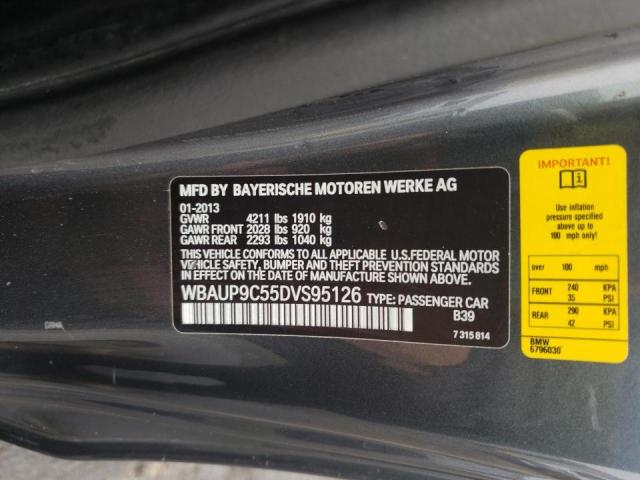 MFD BY BAYERISCHE MOTOREN WERKE AG
01-2013
GVWR 4211 lbs 1910 kg
GAWR FRONT 2028 lbs 920 kg
GAWR REAR 2293 lbs 1040 kg
THIS VEHICLE CONFORMS TO ALL APPLICABLE U.S.FEDERAL MOTOR
VEHICLE SAFETY, BUMPER AND THEFT PREVENTION STANDARDS
IN EFFECT ON THE DATE OF MANUFACTURE SHOWN ABOVE.
WBAUP9C55DVS95126 TYPE: PASSENGER CAR
B39
7 315 814
IMPORTANT!
Use inflation
pressure specified
above for up to
100 mph only!
over 100 mph
FRONT 240 KPA
35 PSI
REAR 290 KPA
42 PSI
BMW
6796030